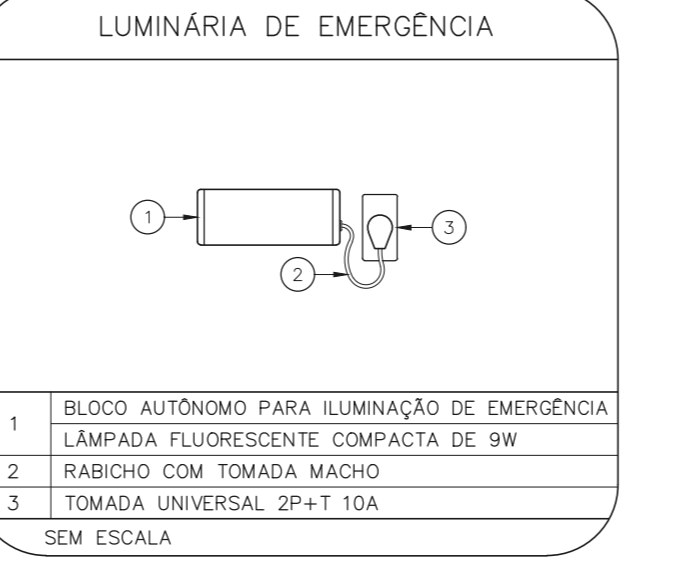 LUMINÁRIA DE EMERGÊNCIA
1
3
2
1 BLOCO AUTÔNOMO PARA ILUMINAÇÃO DE EMERGÊNCIA
LÂMPADA FLUORESCENTE COMPACTA DE 9W
2 RABICHO COM TOMADA MACHO
3 TOMADA UNIVERSAL 2P+T 10A
SEM ESCALA